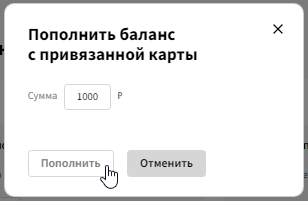 Пополнить баланс
с привязанной карты
Сумма 1000 ₽
Пополнить Отменить